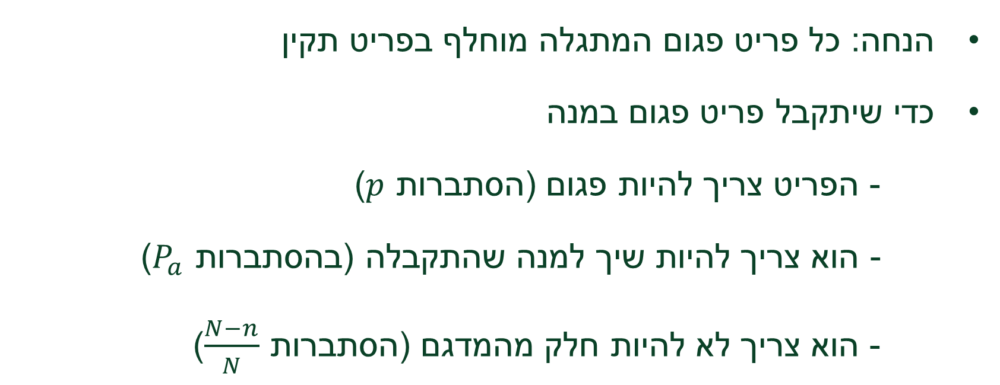 • הנחה: כל פריט פגום המתגלה מוחלף בפריט תקין
• כדי שיתקבל פריט פגום במנה
- הפריט צריך להיות פגום (הסתברות p)
- הוא צריך להיות שיך למנה שהתקבלה (בהסתברות Pₐ)
- הוא צריך לא להיות חלק מהמדגם (הסתברות \frac{N-n}{N})